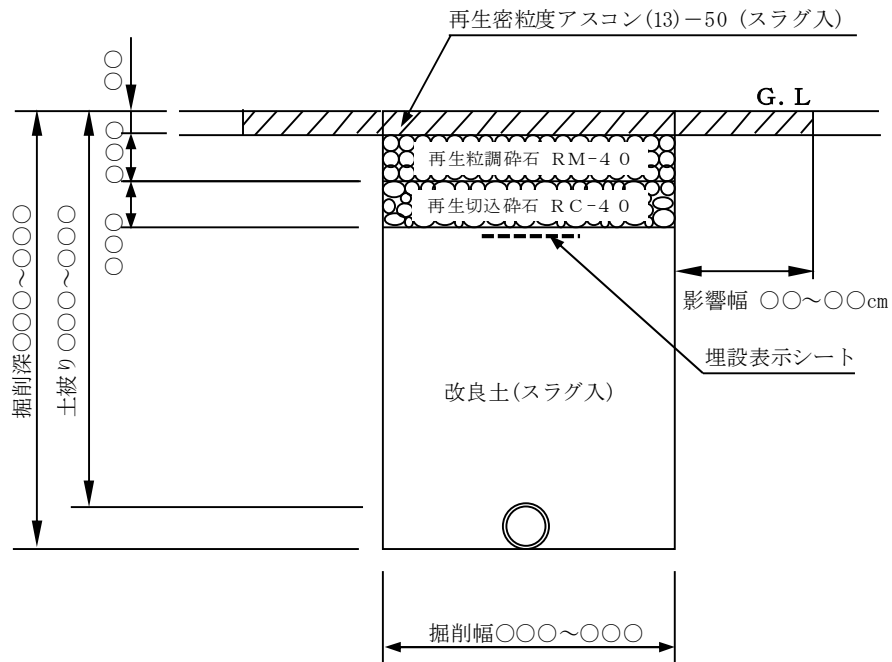 再生密粒度アスコン(13)－50 (スラグ入)
G.L
○○
○○
○○○
再生粒調砕石 RM-40
再生切込砕石 RC-40
影響幅 ○○～○○cm
埋設表示シート
改良土(スラグ入)
掘削深○○○～○○○
土被り○○○～○○○
掘削幅○○○～○○○